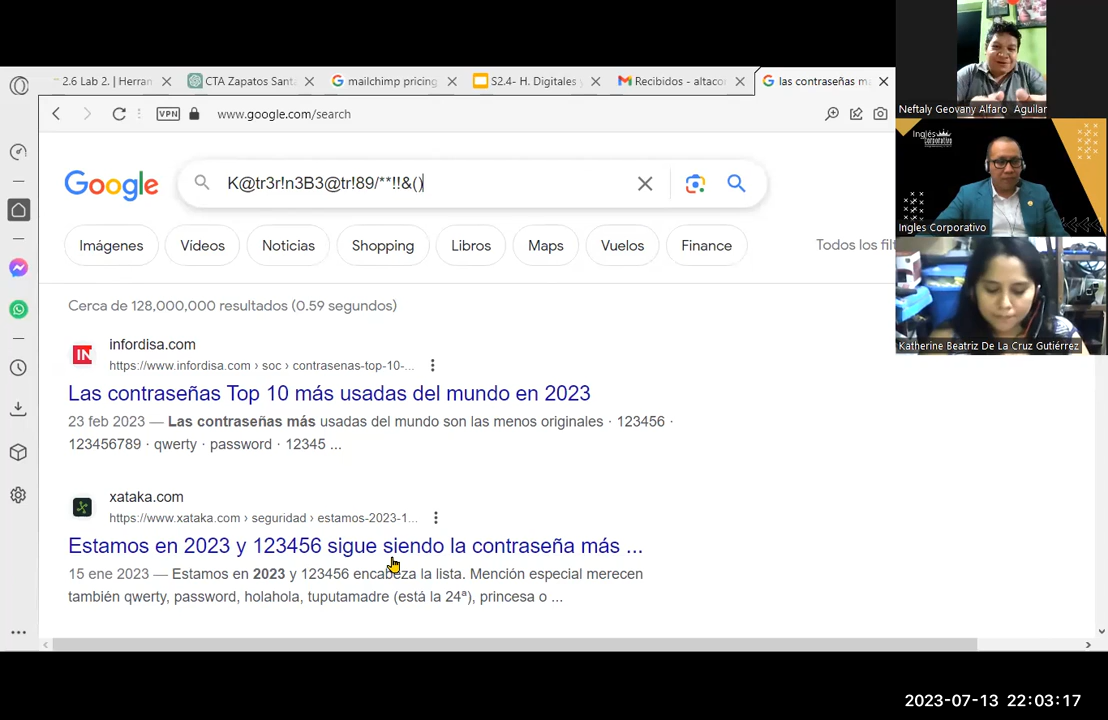 2.6 Lab 2. | Herran
CTA Zapatos Sant
mailchimp pricing
S2.4- H. Digitales y
Recibidos - altacor
las contraseñas m
VPN
www.google.com/search
Google
K@tr3r!n3B3@tr!89/**!!&()
Imágenes
Videos
Noticias
Shopping
Libros
Maps
Vuelos
Finance
Todos los filt
Cerca de 128,000,000 resultados (0.59 segundos)
IN
infordisa.com
https://www.infordisa.com › soc › contrasenas-top-10-...
Las contraseñas Top 10 más usadas del mundo en 2023
23 feb 2023 — Las contraseñas más usadas del mundo son las menos originales · 123456 ·
123456789 · qwerty · password · 12345 ...
xataka.com
https://www.xataka.com › seguridad › estamos-2023-1...
Estamos en 2023 y 123456 sigue siendo la contraseña más ...
15 ene 2023 — Estamos en 2023 y 123456 encabeza la lista. Mención especial merecen
también qwerty, password, holahola, tuputamadre (está la 24ª), princesa o ...
Neftaly Geovany Alfaro Aguilar
Inglés
Corporativo
Ingles Corporativo
Katherine Beatriz De La Cruz Gutiérrez
2023-07-13 22:03:17